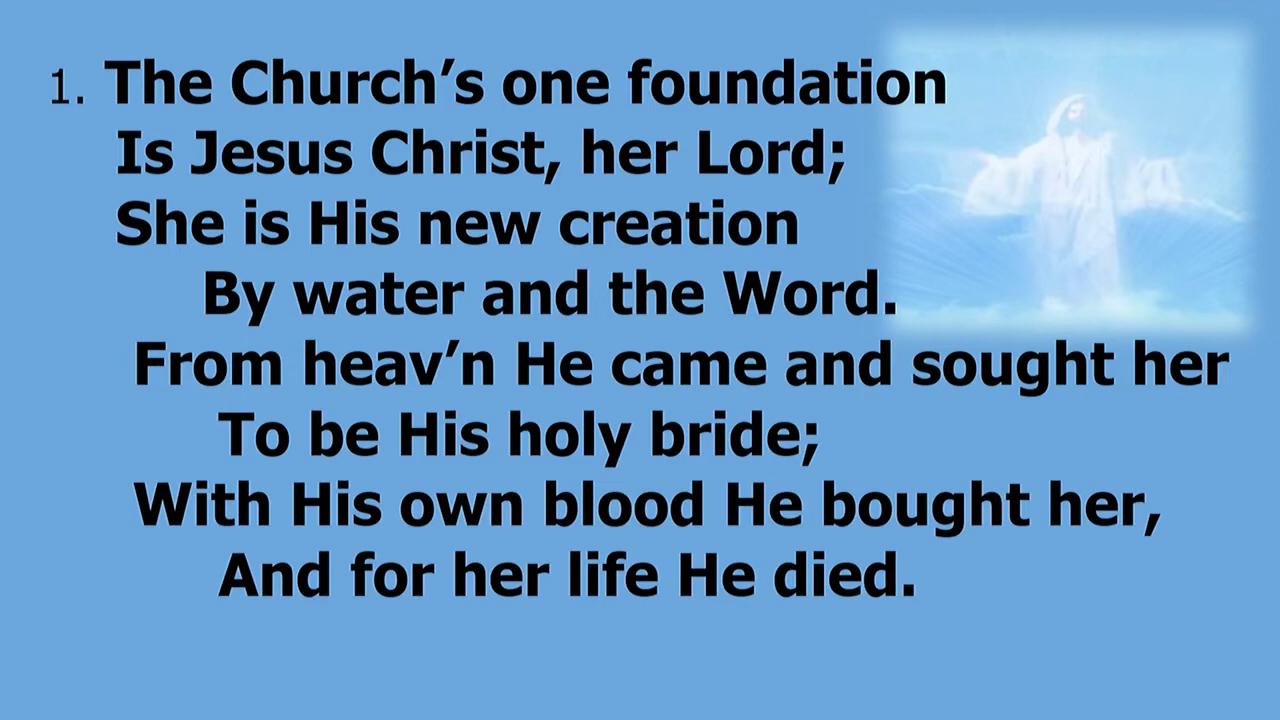 1. The Church’s one foundation
Is Jesus Christ, her Lord;
She is His new creation
By water and the Word.
From heav’n He came and sought her
To be His holy bride;
With His own blood He bought her,
And for her life He died.